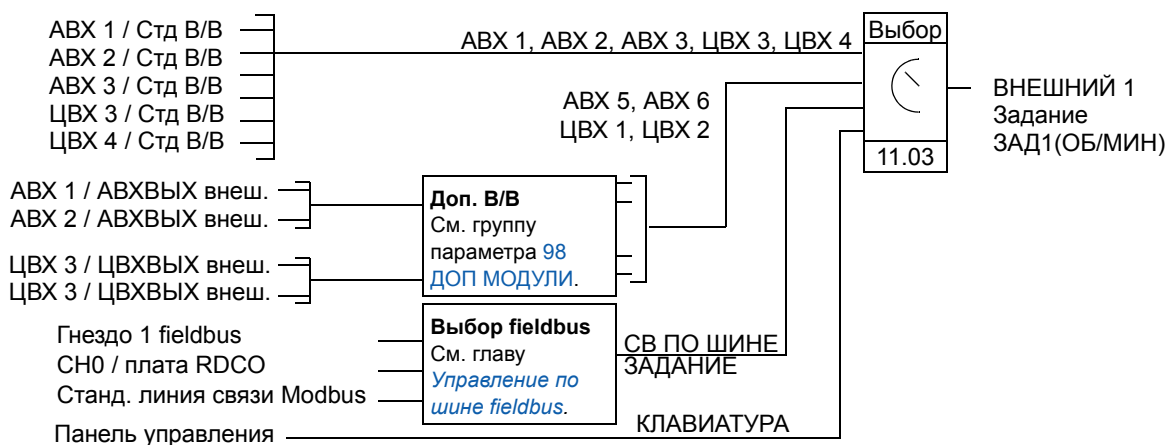 АВХ 1 / Стд В/В
АВХ 2 / Стд В/В
АВХ 3 / Стд В/В
ЦВХ 3 / Стд В/В
ЦВХ 4 / Стд В/В
АВХ 1, АВХ 2, АВХ 3, ЦВХ 3, ЦВХ 4
АВХ 5, АВХ 6
ЦВХ 1, ЦВХ 2
Выбор
11.03
ВНЕШНИЙ 1
Задание
ЗАД1(ОБ/МИН)
АВХ 1 / АВХВЫХ внеш.
АВХ 2 / АВХВЫХ внеш.
ЦВХ 3 / ЦВХВЫХ внеш.
ЦВХ 3 / ЦВХВЫХ внеш.
Доп. В/В
См. группу
параметра 98
ДОП МОДУЛИ.
Гнездо 1 fieldbus
CH0 / плата RDCO
Станд. линия связи Modbus
Выбор fieldbus
См. главу
Управление по
шине fieldbus.
СВ ПО ШИНЕ
ЗАДАНИЕ
Панель управления
КЛАВИАТУРА